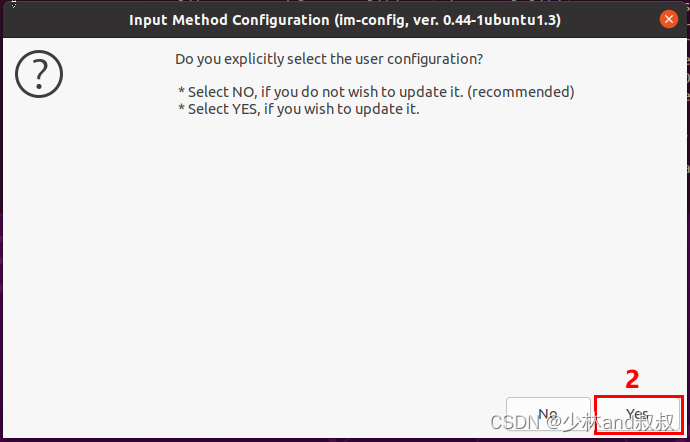 Input Method Configuration (im-config, ver. 0.44-1ubuntu1.3)
Do you explicitly select the user configuration?
* Select NO, if you do not wish to update it. (recommended)
* Select YES, if you wish to update it.
2
No
Yes
CSDN @少林and叔叔